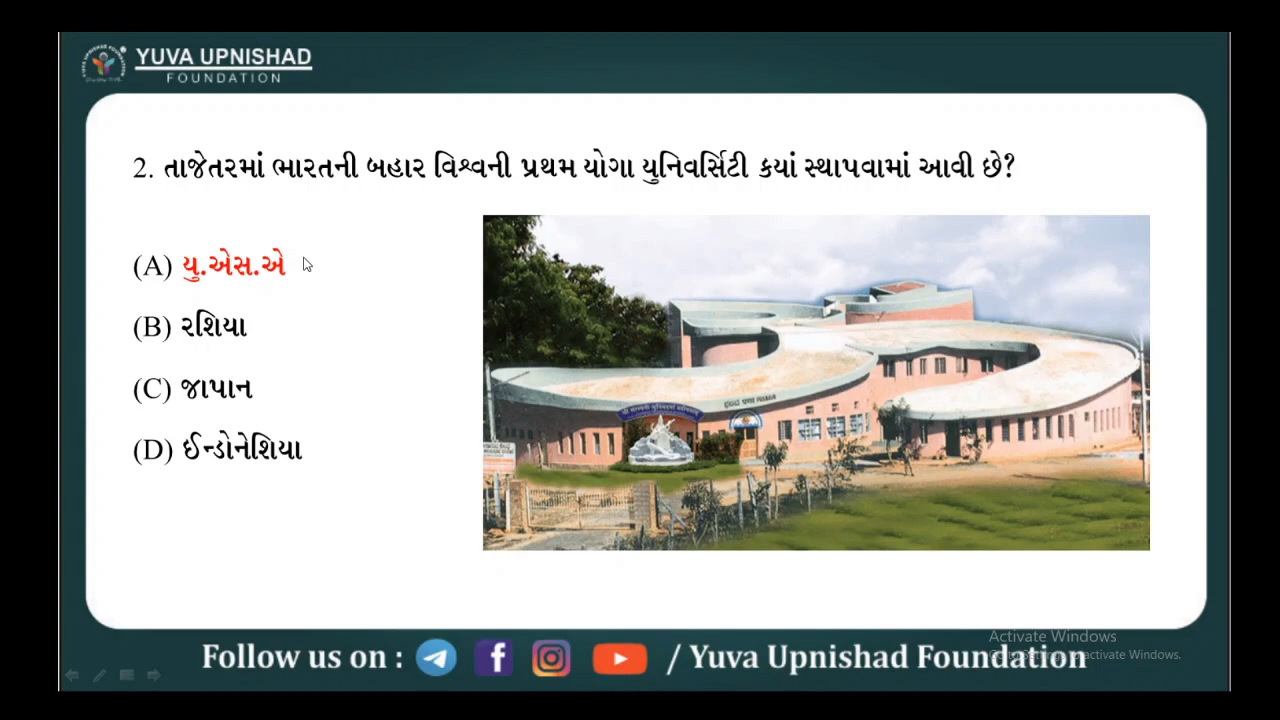 YUVA UPNISHAD
FOUNDATION
2. તાજેતરમાં ભારતની બહાર વિશ્વની પ્રથમ યોગા યુનિવર્સિટી કયાં સ્થાપવામાં આવી છે?
(A) યુ.એસ.એ
(B) રશિયા
(C) જાપાન
(D) ઈન્ડોનેશિયા
Activate Windows
Follow us on : / Yuva Upnishad Foundation